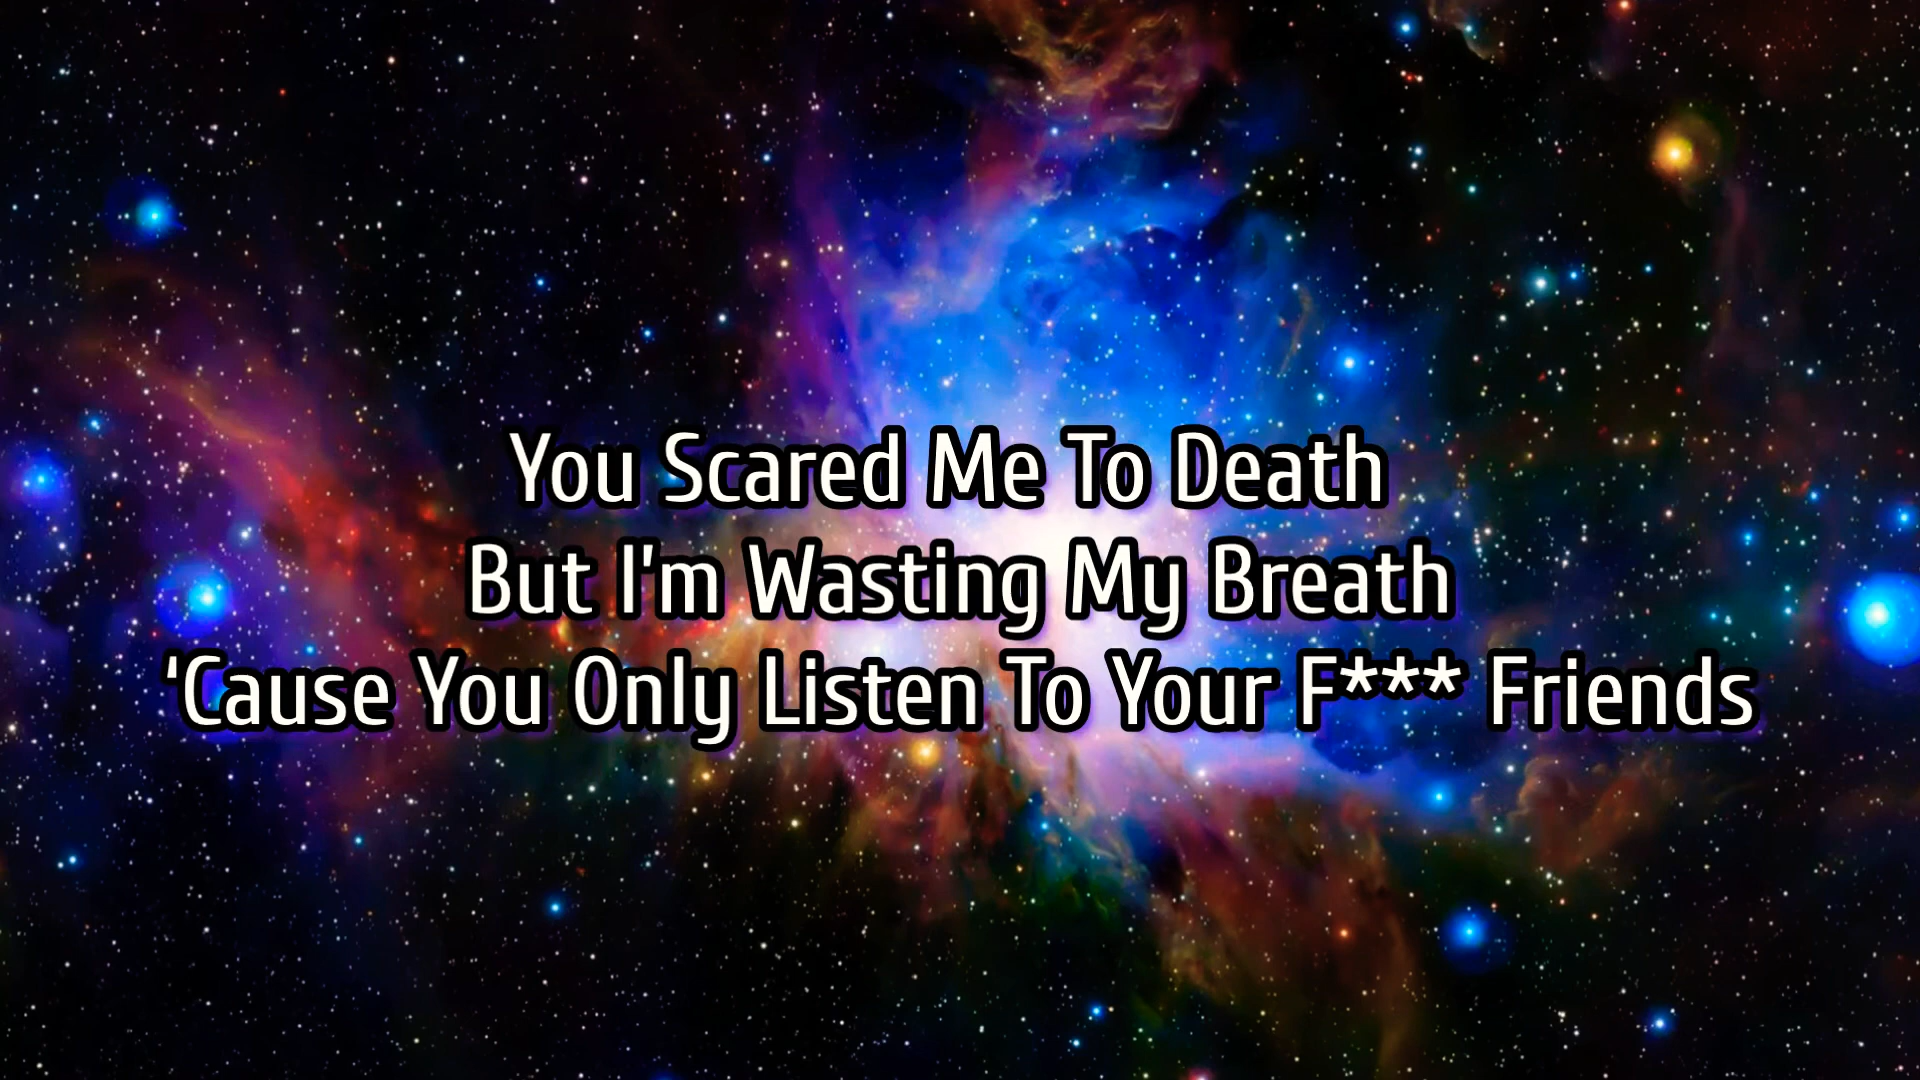 You Scared Me To Death
But I'm Wasting My Breath
‘Cause You Only Listen To Your F*** Friends